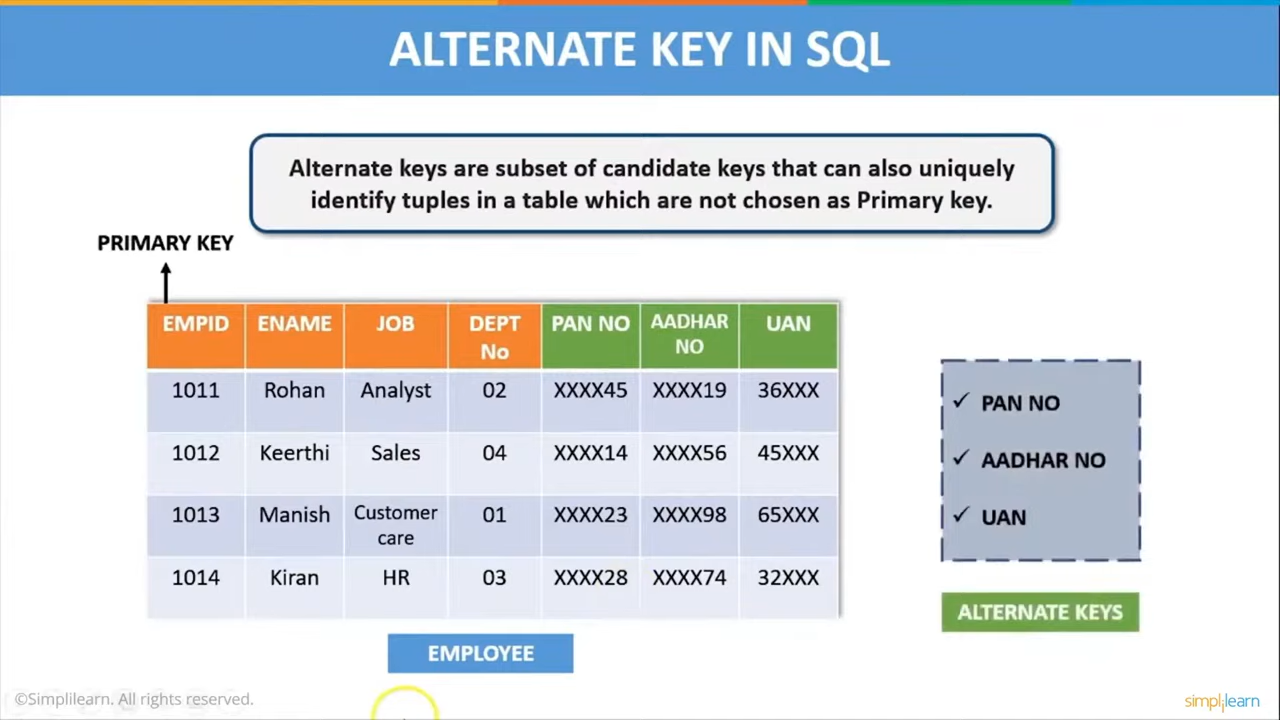 ALTERNATE KEY IN SQL
Alternate keys are subset of candidate keys that can also uniquely
identify tuples in a table which are not chosen as Primary key.
PRIMARY KEY
EMPID ENAME JOB DEPT No PAN NO AADHAR NO UAN
1011 Rohan Analyst 02 XXXX45 XXXX19 36XXX
1012 Keerthi Sales 04 XXXX14 XXXX56 45XXX
1013 Manish Customer care 01 XXXX23 XXXX98 65XXX
1014 Kiran HR 03 XXXX28 XXXX74 32XXX
EMPLOYEE
PAN NO
AADHAR NO
UAN
ALTERNATE KEYS
©Simplilearn. All rights reserved.
simplilearn